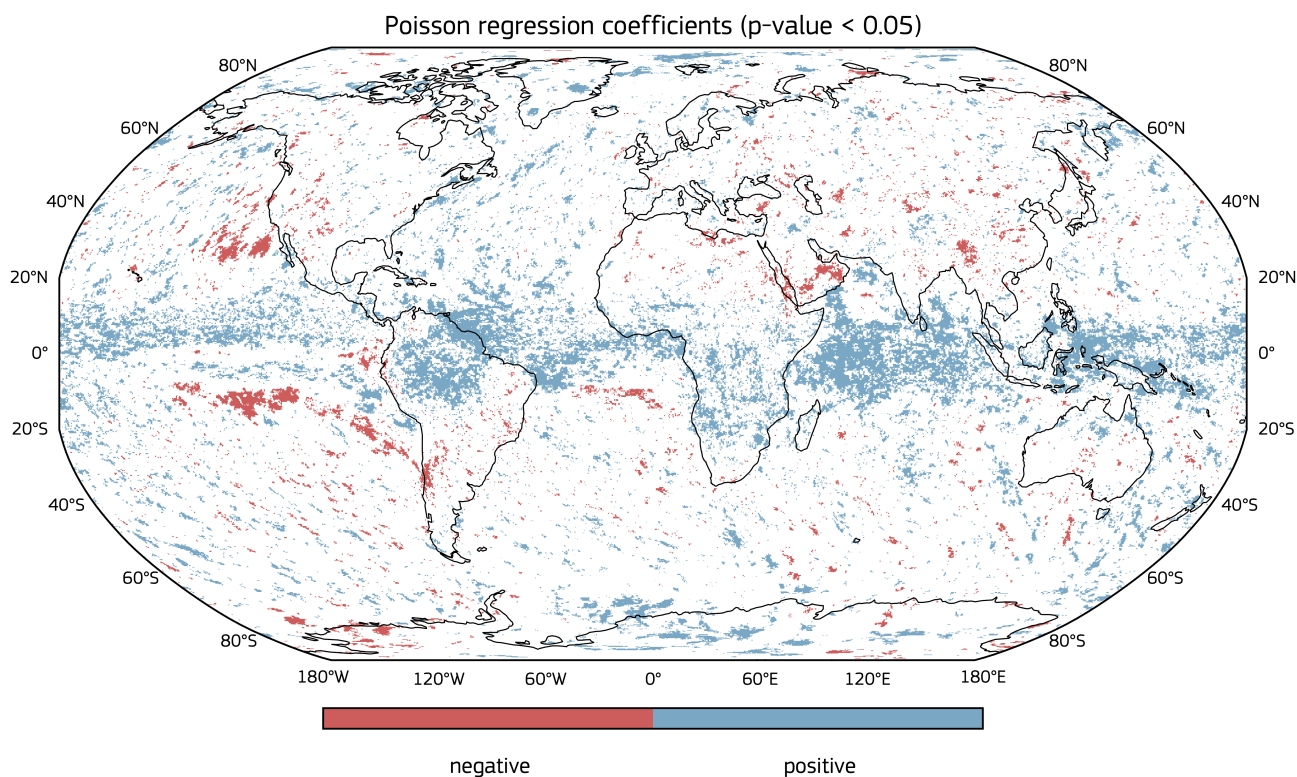 Poisson regression coefficients (p-value < 0.05)
80°N 80°N
60°N 60°N
40°N 40°N
20°N 20°N
0° 0°
20°S 20°S
40°S 40°S
60°S 60°S
80°S 80°S
180°W 120°W 60°W 0° 60°E 120°E 180°E
negative positive